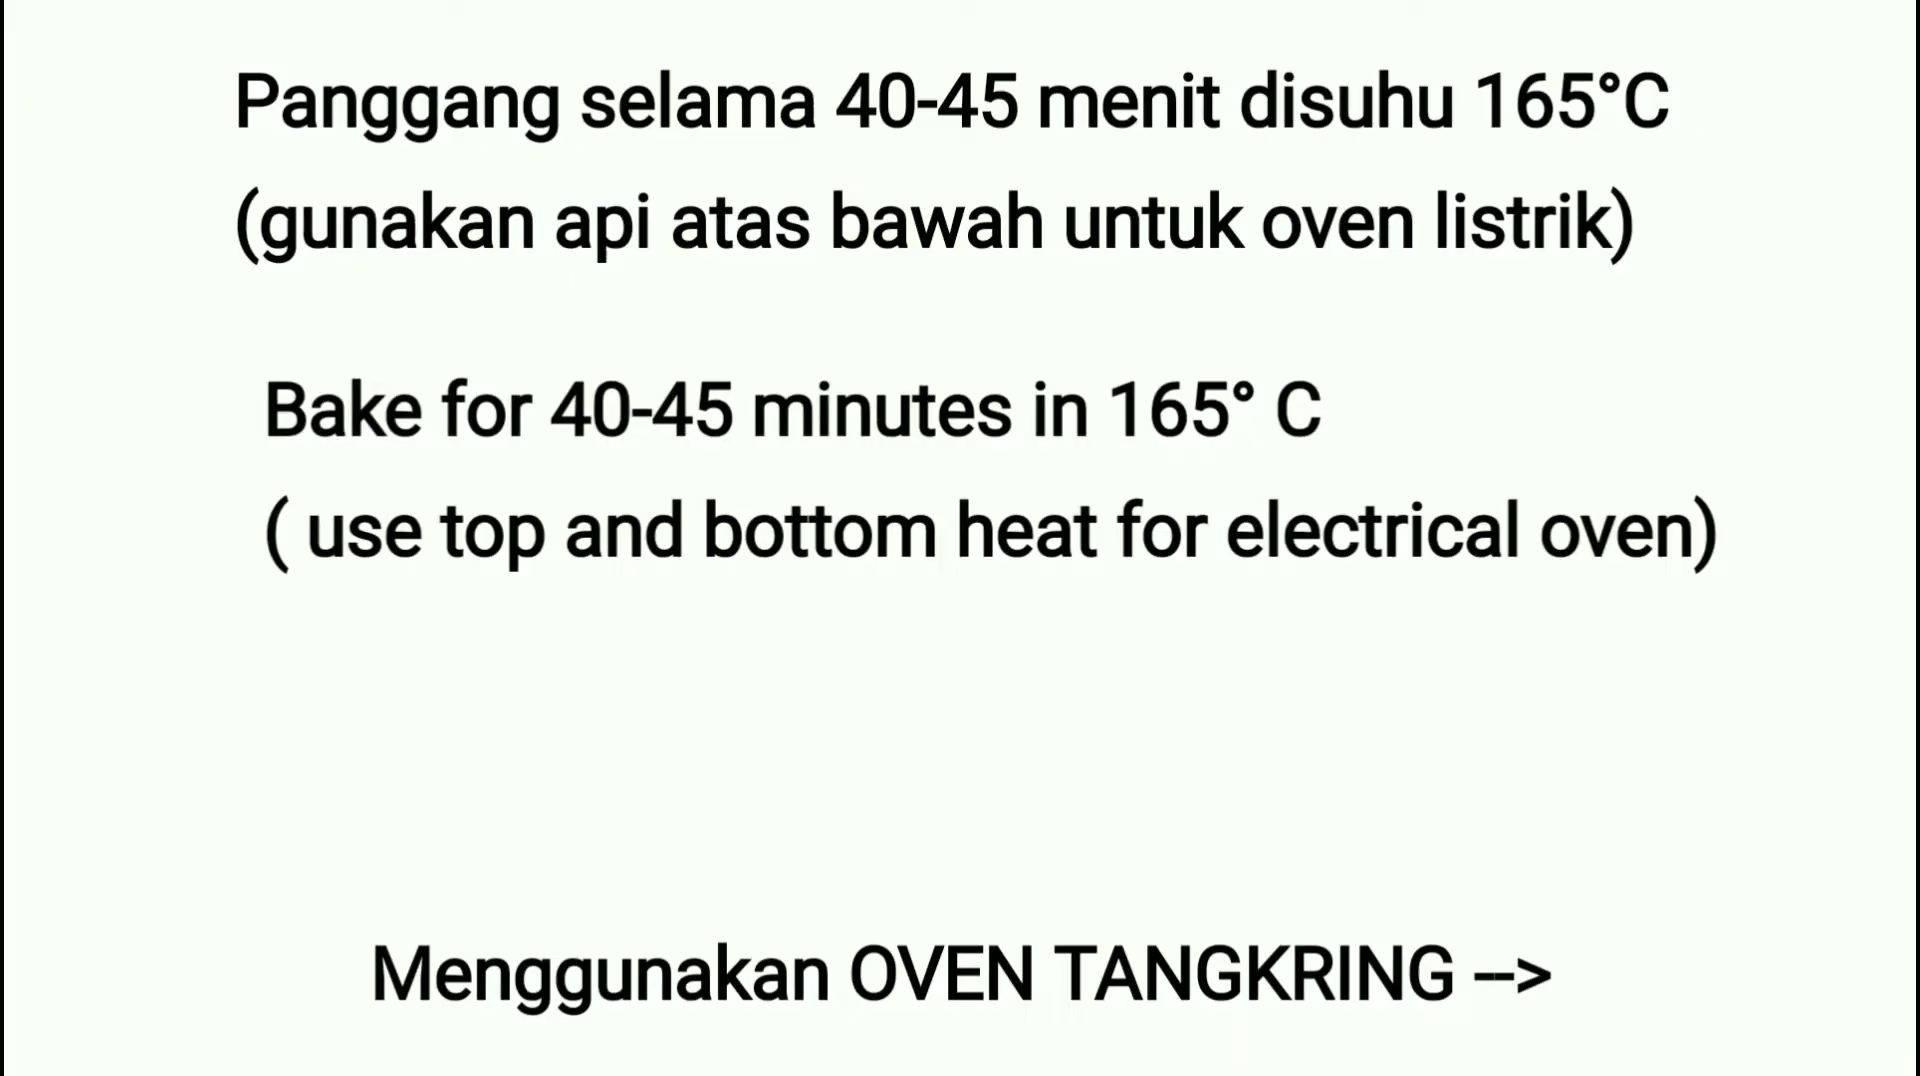 Panggang selama 40-45 menit disuhu 165°C
(gunakan api atas bawah untuk oven listrik)
Bake for 40-45 minutes in 165° C
( use top and bottom heat for electrical oven)
Menggunakan OVEN TANGKRING -->